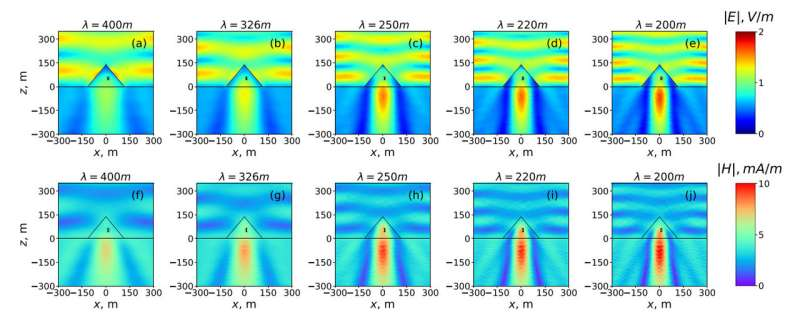 λ = 400m λ = 326m λ = 250m λ = 220m λ = 200m |E|, V/m
(a) (b) (c) (d) (e)
300
150
0
−150
−300
z, m
−300 −150 0 150 300 −300 −150 0 150 300 −300 −150 0 150 300 −300 −150 0 150 300 −300 −150 0 150 300
x, m x, m x, m x, m x, m
2
1
0
λ = 400m λ = 326m λ = 250m λ = 220m λ = 200m |H|, mA/m
(f) (g) (h) (i) (j)
300
150
0
−150
−300
z, m
−300 −150 0 150 300 −300 −150 0 150 300 −300 −150 0 150 300 −300 −150 0 150 300 −300 −150 0 150 300
x, m x, m x, m x, m x, m
10
5
0